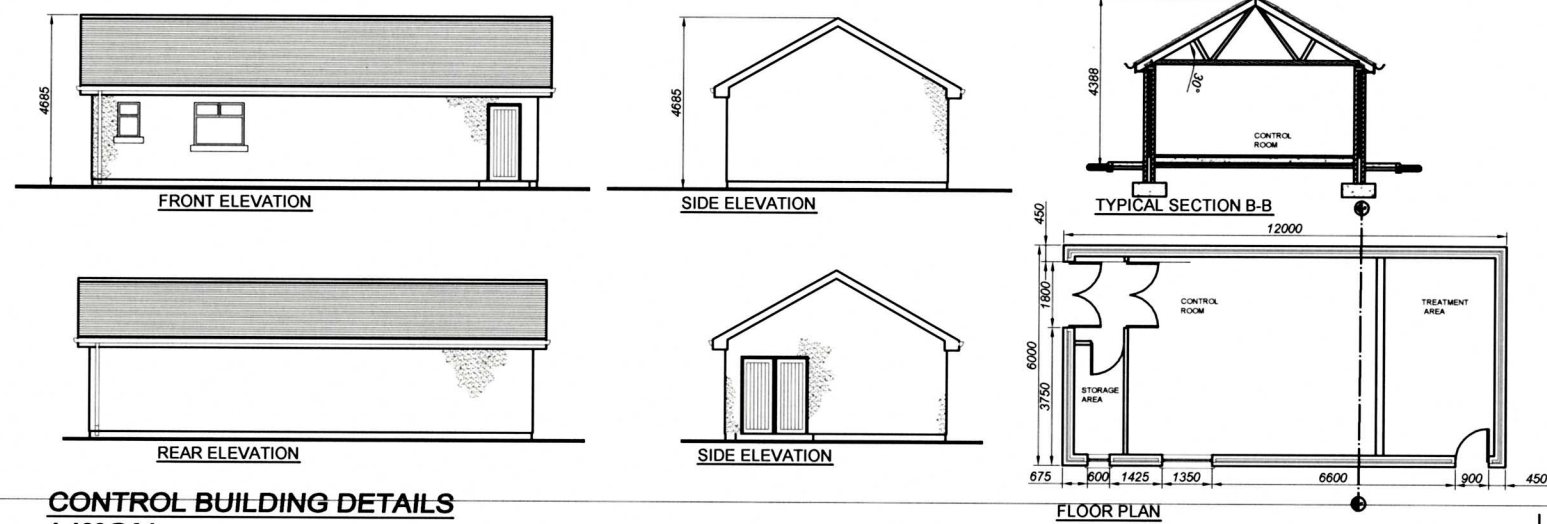 4685
FRONT ELEVATION
4685
SIDE ELEVATION
4388
30°
CONTROL
ROOM
TYPICAL SECTION B-B
REAR ELEVATION
SIDE ELEVATION
450
12000
1800
6000
3750
CONTROL
ROOM
TREATMENT
AREA
STORAGE
AREA
675 600 1425 1350 6600 900 450
FLOOR PLAN
CONTROL BUILDING DETAILS